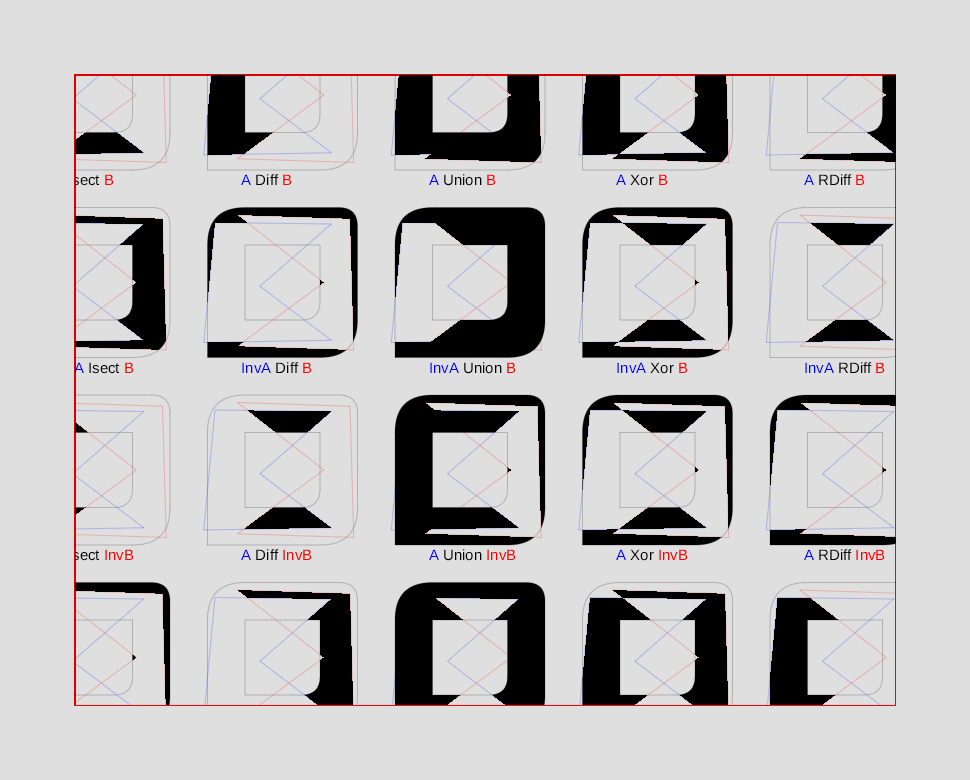 sect B A Diff B A Union B A Xor B A RDiff B
A Isect B InvA Diff B InvA Union B InvA Xor B InvA RDiff B
sect InvB A Diff InvB A Union InvB A Xor InvB A RDiff InvB